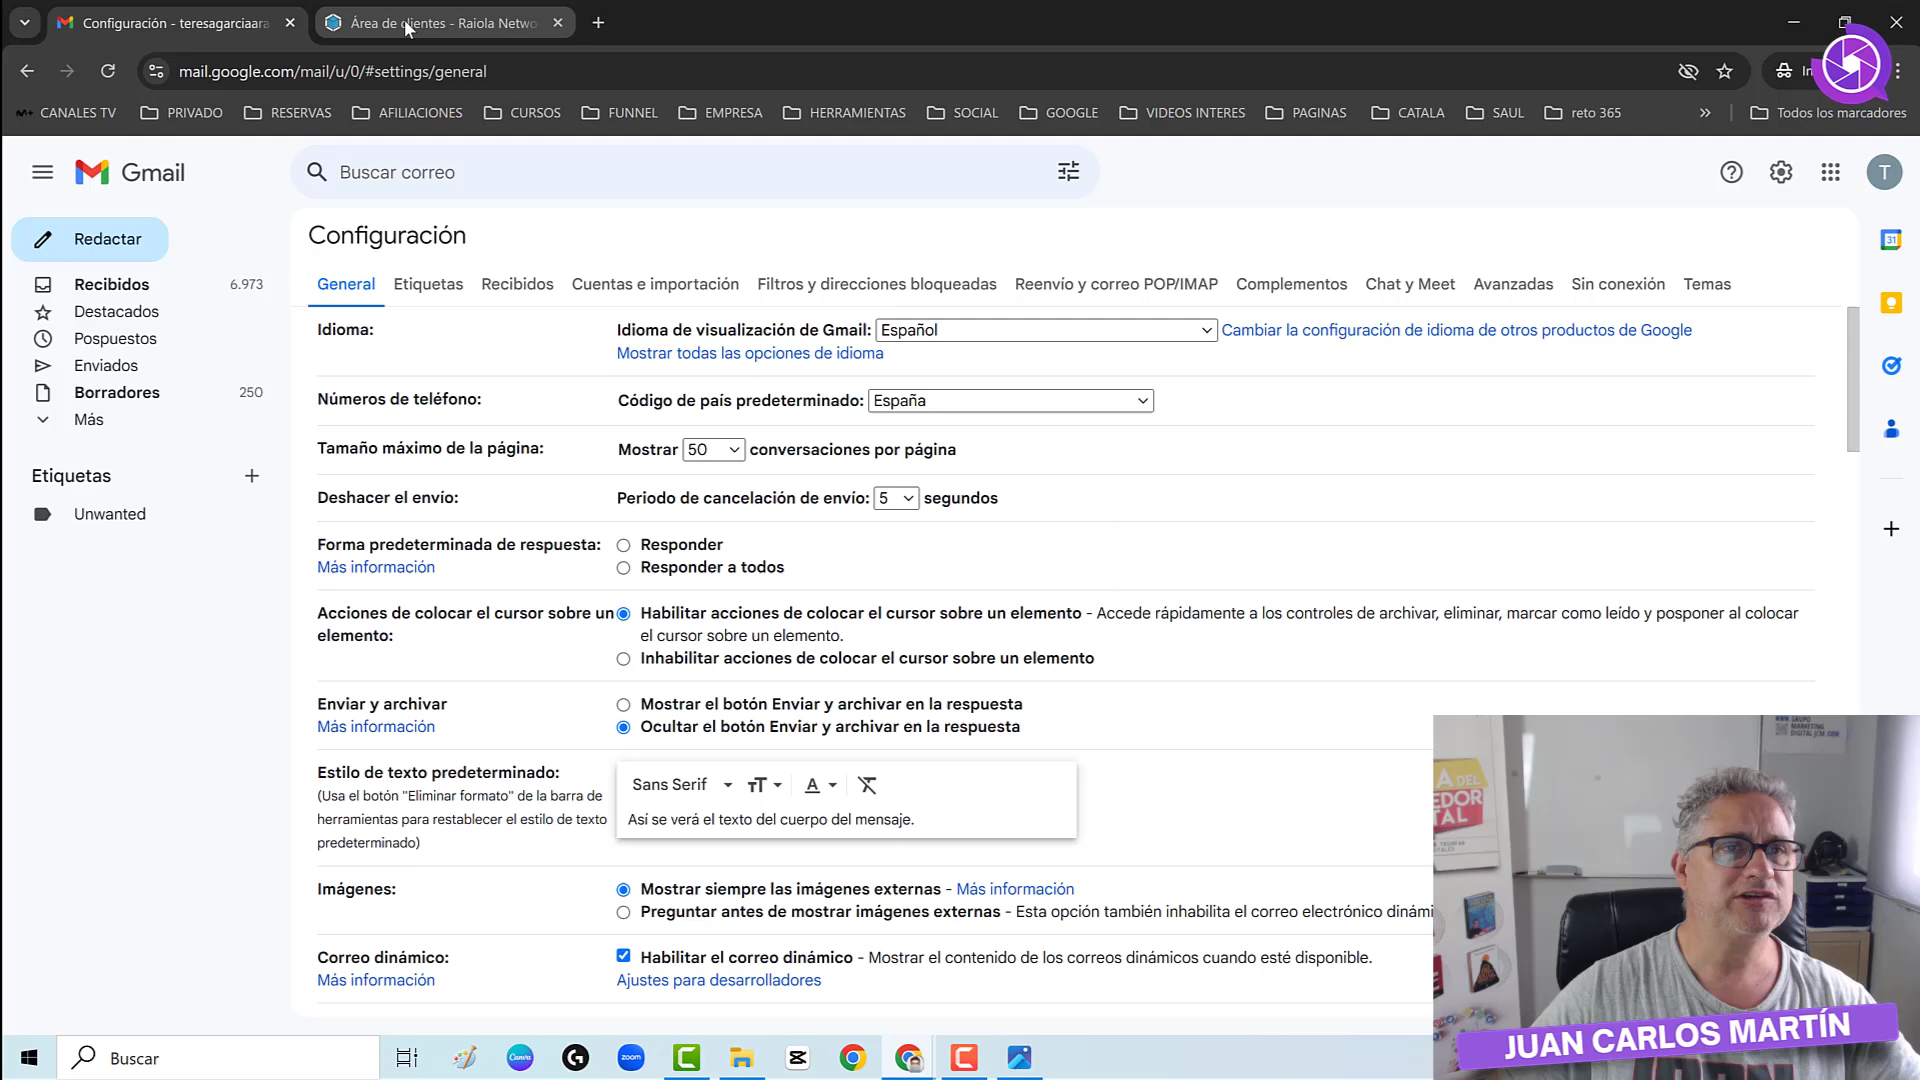 Configuración - teresagarciaara
Área de clientes - Raiola Netwo
mail.google.com/mail/u/0/#settings/general
CANALES TV
PRIVADO
RESERVAS
AFILIACIONES
CURSOS
FUNNEL
EMPRESA
HERRAMIENTAS
SOCIAL
GOOGLE
VIDEOS INTERES
PAGINAS
CATALA
SAUL
reto 365
Todos los marcadores
Gmail
Buscar correo
T
Redactar
Recibidos 6.973
Destacados
Pospuestos
Enviados
Borradores 250
Más
Etiquetas
Unwanted
Configuración
General
Etiquetas
Recibidos
Cuentas e importación
Filtros y direcciones bloqueadas
Reenvío y correo POP/IMAP
Complementos
Chat y Meet
Avanzadas
Sin conexión
Temas
Idioma: Idioma de visualización de Gmail: Español Cambiar la configuración de idioma de otros productos de Google
Mostrar todas las opciones de idioma
Números de teléfono: Código de país predeterminado: España
Tamaño máximo de la página: Mostrar 50 conversaciones por página
Deshacer el envío: Periodo de cancelación de envío: 5 segundos
Forma predeterminada de respuesta: Responder
Más información Responder a todos
Acciones de colocar el cursor sobre un elemento: Habilitar acciones de colocar el cursor sobre un elemento - Accede rápidamente a los controles de archivar, eliminar, marcar como leído y posponer al colocar
el cursor sobre un elemento.
Inhabilitar acciones de colocar el cursor sobre un elemento
Enviar y archivar Mostrar el botón Enviar y archivar en la respuesta
Más información Ocultar el botón Enviar y archivar en la respuesta
Estilo de texto predeterminado:
(Usa el botón "Eliminar formato" de la barra de
herramientas para restablecer el estilo de texto
predeterminado)
Sans Serif
Así se verá el texto del cuerpo del mensaje.
Imágenes: Mostrar siempre las imágenes externas - Más información
Preguntar antes de mostrar imágenes externas - Esta opción también inhabilita el correo electrónico dinámi
Correo dinámico: Habilitar el correo dinámico - Mostrar el contenido de los correos dinámicos cuando esté disponible.
Más información Ajustes para desarrolladores
GRUPO
MARKETING
DIGITALJCM.COM
A DEL
EDOR
TAL
JUAN CARLOS MARTÍN
Buscar
Canva
zoom
31